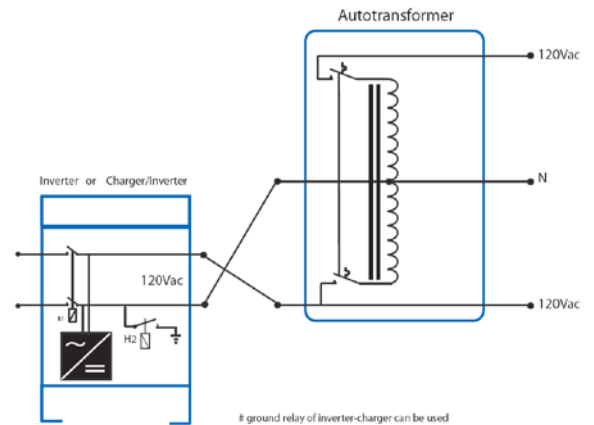 Autotransformer
120Vac
Inverter or Charger/Inverter
N
120Vac
H2
120Vac
# ground relay of inverter-charger can be used